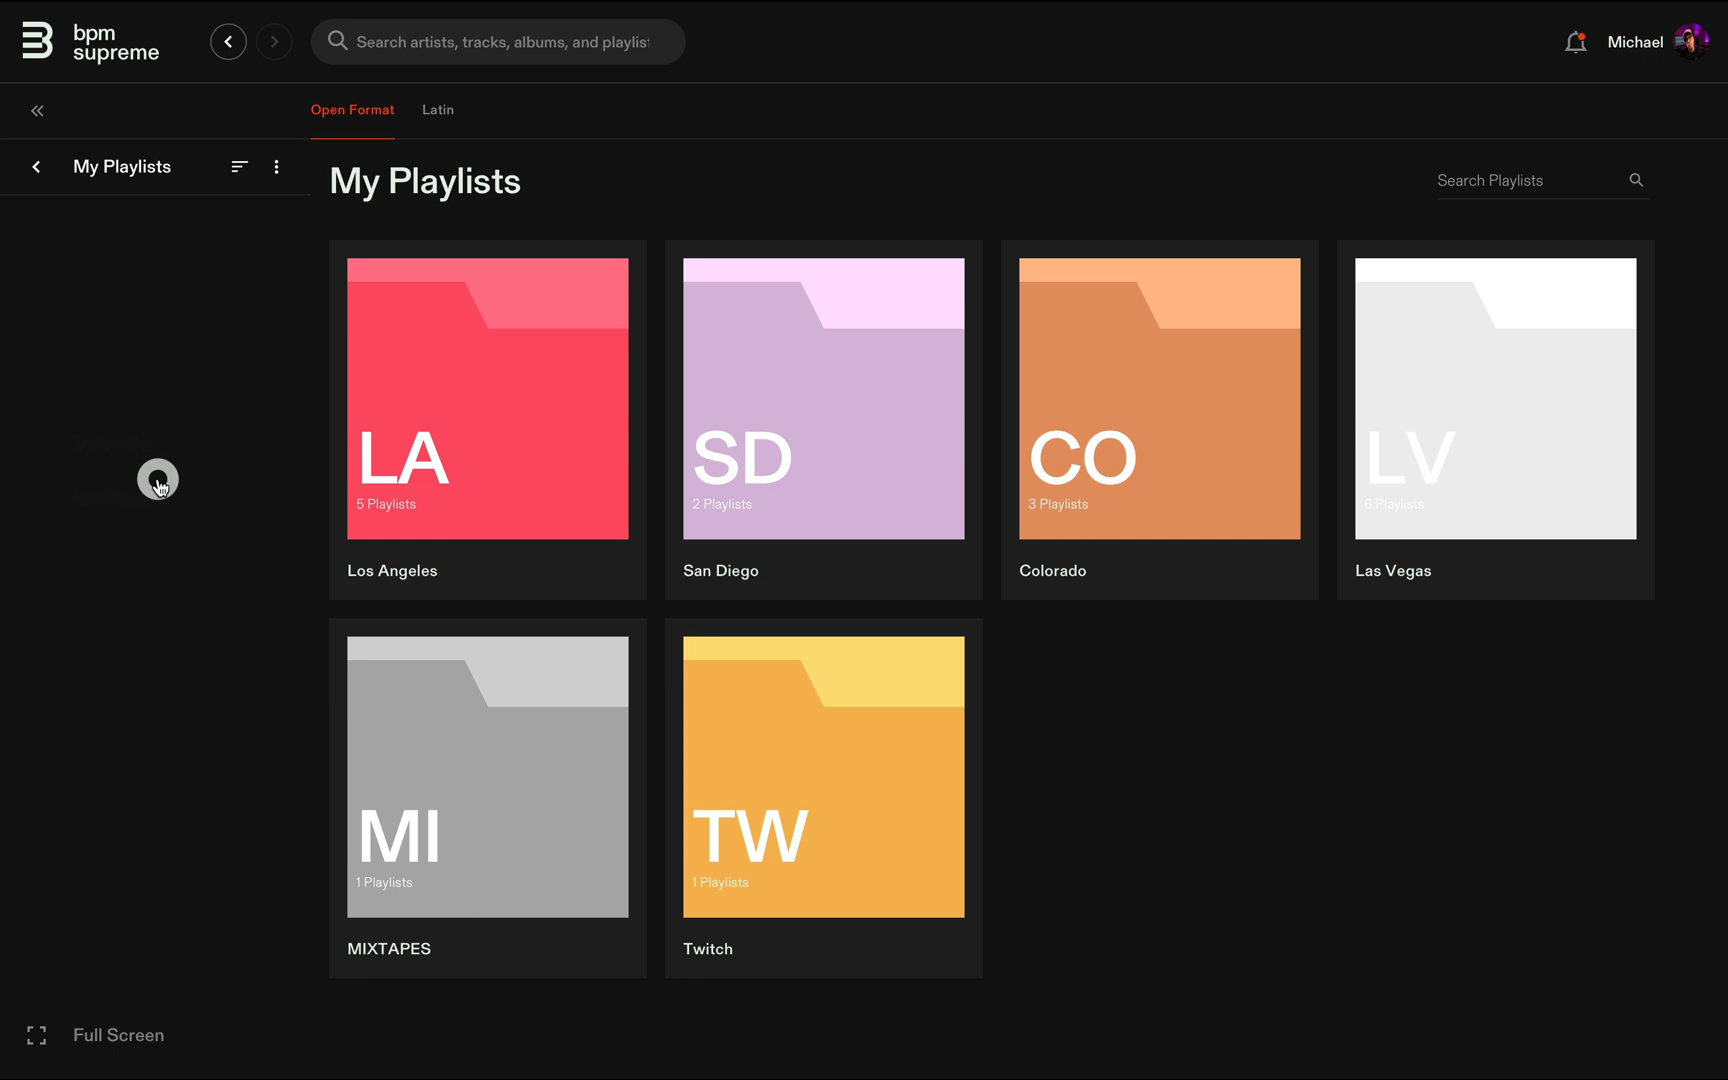 bpm
supreme
Search artists, tracks, albums, and playlist
Michael
Open Format
Latin
My Playlists
My Playlists
Search Playlists
LA
5 Playlists
Los Angeles
SD
2 Playlists
San Diego
CO
3 Playlists
Colorado
LV
6 Playlists
Las Vegas
MI
1 Playlists
MIXTAPES
TW
1 Playlists
Twitch
Full Screen